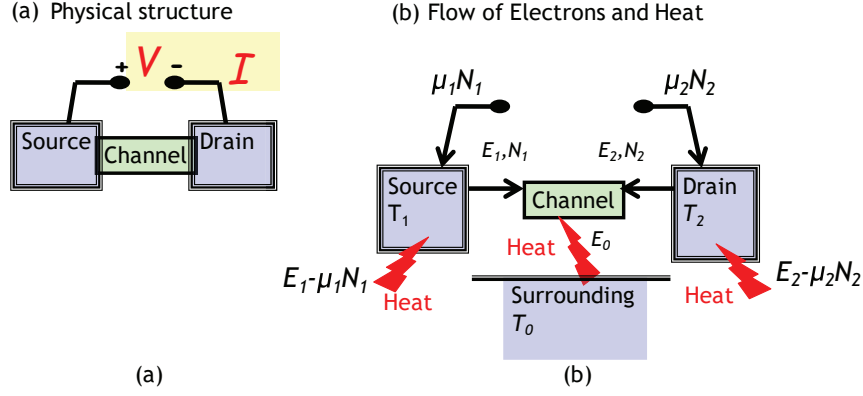 (a) Physical structure
(b) Flow of Electrons and Heat
+ V - I
Source
Channel
Drain
(a)
μ₁N₁
μ₂N₂
E₁,N₁
E₂,N₂
Source
T₁
Channel
Drain
T₂
Heat
E₀
E₁-μ₁N₁
Heat
Heat
E₂-μ₂N₂
Surrounding
T₀
(b)